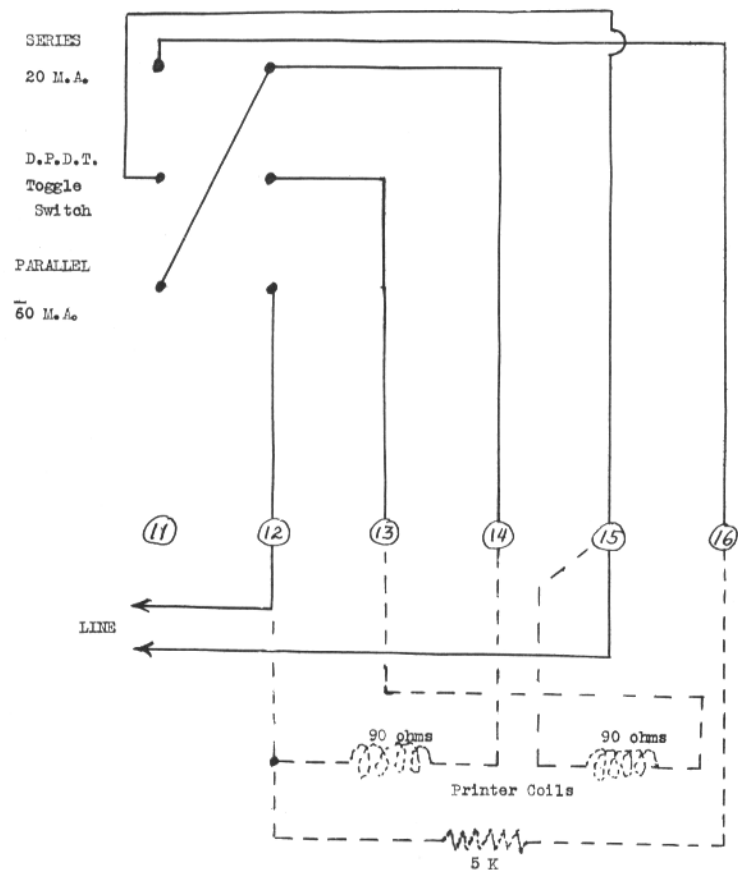 SERIES
20 M.A.
D.P.D.T.
Toggle
Switch
PARALLEL
60 M.A.
11
12
13
14
15
16
LINE
90 ohms
90 ohms
Printer Coils
5 K